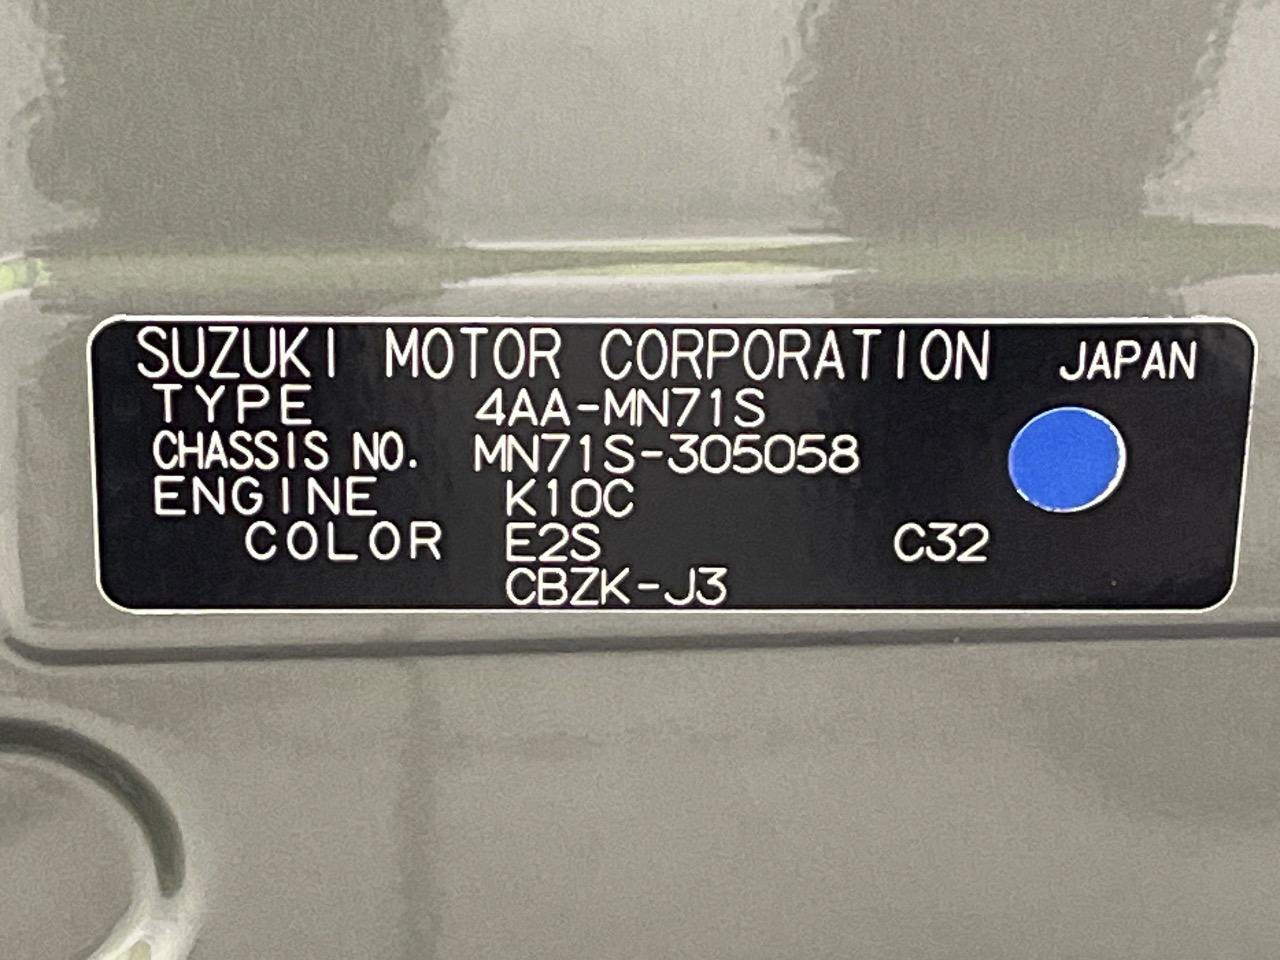 SUZUKI MOTOR CORPORATION JAPAN
TYPE 4AA-MN71S
CHASSIS NO. MN71S-305058
ENGINE K10C
COLOR E2S C32
CBZK-J3